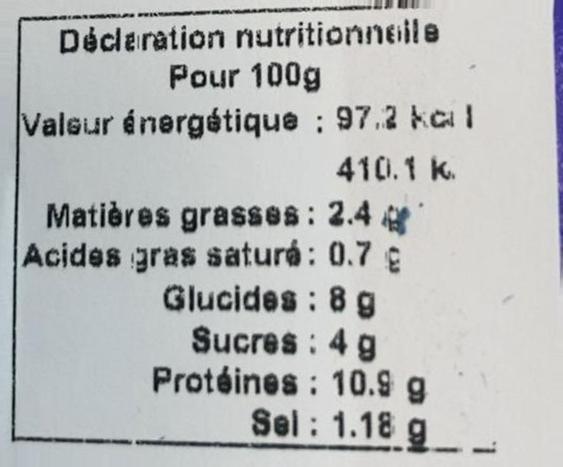 Déclaration nutritionnelle
Pour 100g
Valeur énergétique : 97.2 kcal
410.1 k
Matières grasses : 2.4 g
Acides gras saturé : 0.7 g
Glucides : 8 g
Sucres : 4 g
Protéines : 10.9 g
Sel : 1.18 g